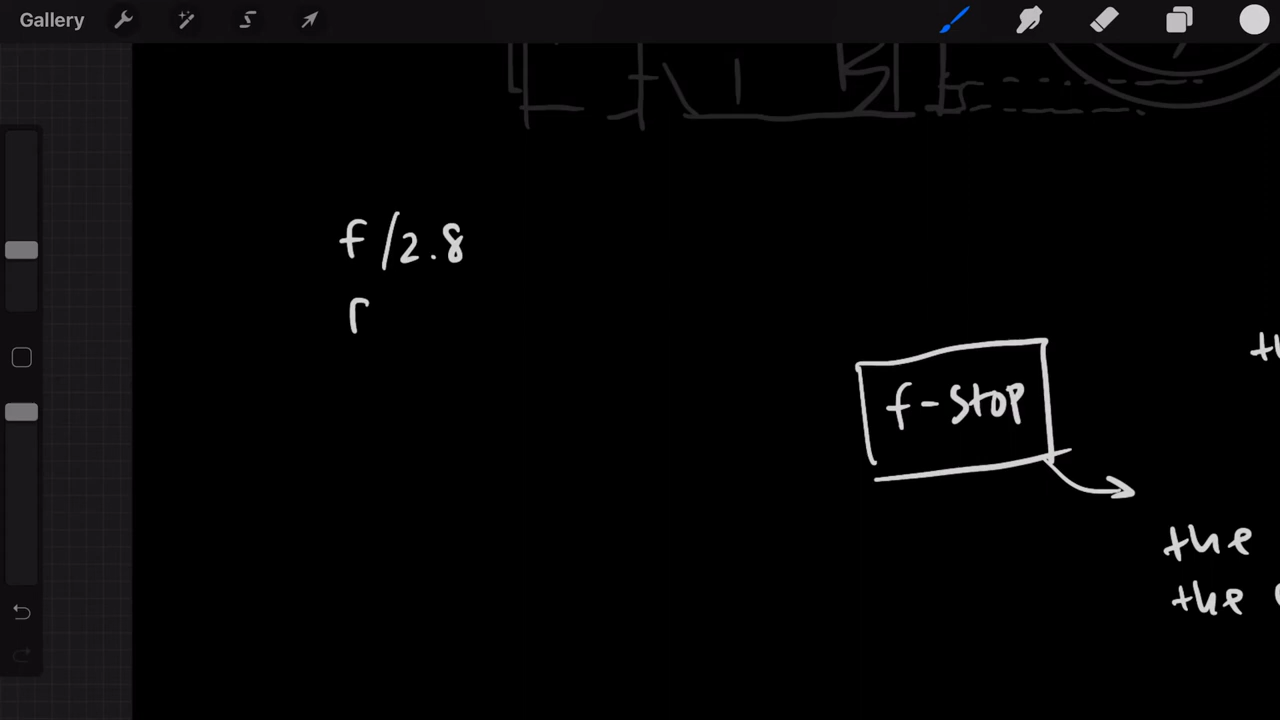 Gallery
f/2.8
f-stop
the
the